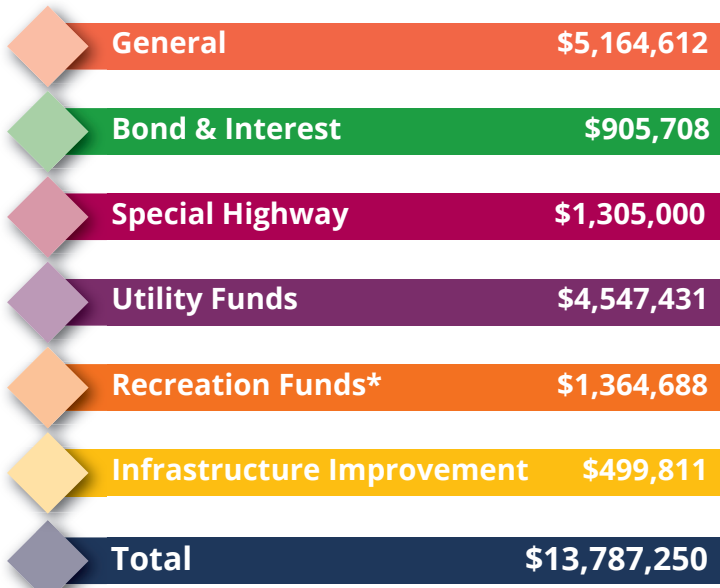 General $5,164,612
Bond & Interest $905,708
Special Highway $1,305,000
Utility Funds $4,547,431
Recreation Funds* $1,364,688
Infrastructure Improvement $499,811
Total $13,787,250